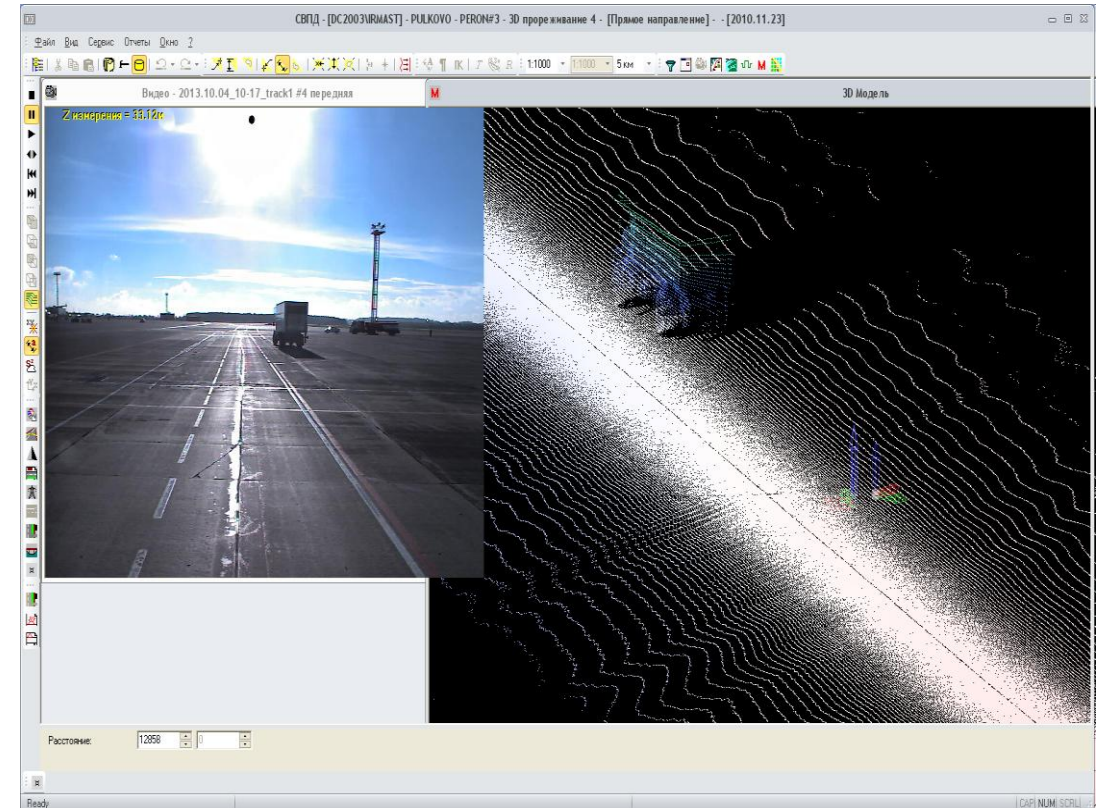 СВПД - [DC2003\IRMAST] - PULKOVO - PERON#3 - 3D прореживание 4 - [Прямое направление] - - [2010.11.23]
Файл Вид Сервис Отчеты Окно ?
1:1000 1:1000 5 км M
Видео - 2013.10.04_10-17_track1 #4 передняя
M 3D Модель
Z измерения = 33.12м
Расстояние: 12858 0
Ready CAP NUM SCRL